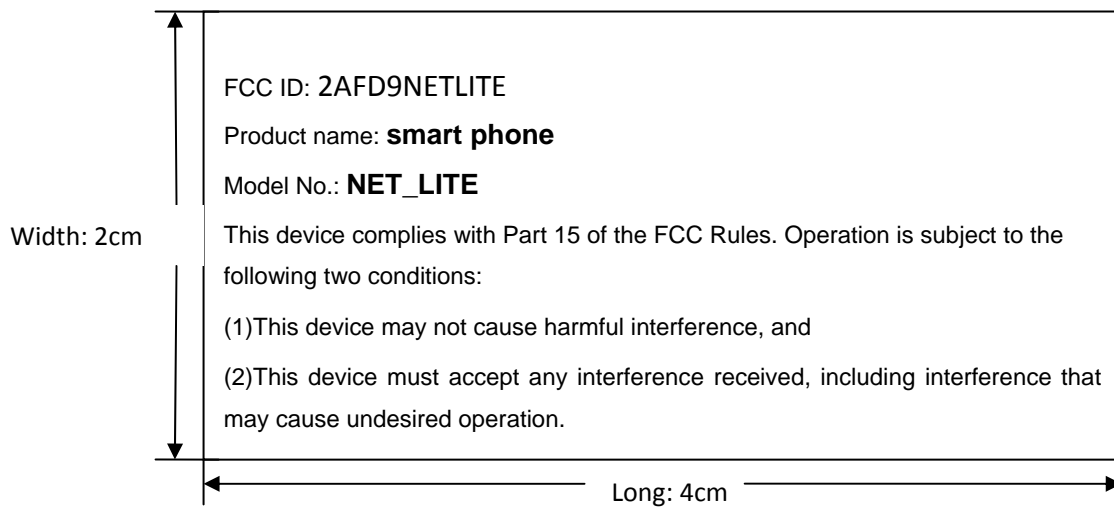 FCC ID: 2AFD9NETLITE
Product name: smart phone
Model No.: NET_LITE
Width: 2cm
This device complies with Part 15 of the FCC Rules. Operation is subject to the
following two conditions:
(1)This device may not cause harmful interference, and
(2)This device must accept any interference received, including interference that
may cause undesired operation.
Long: 4cm